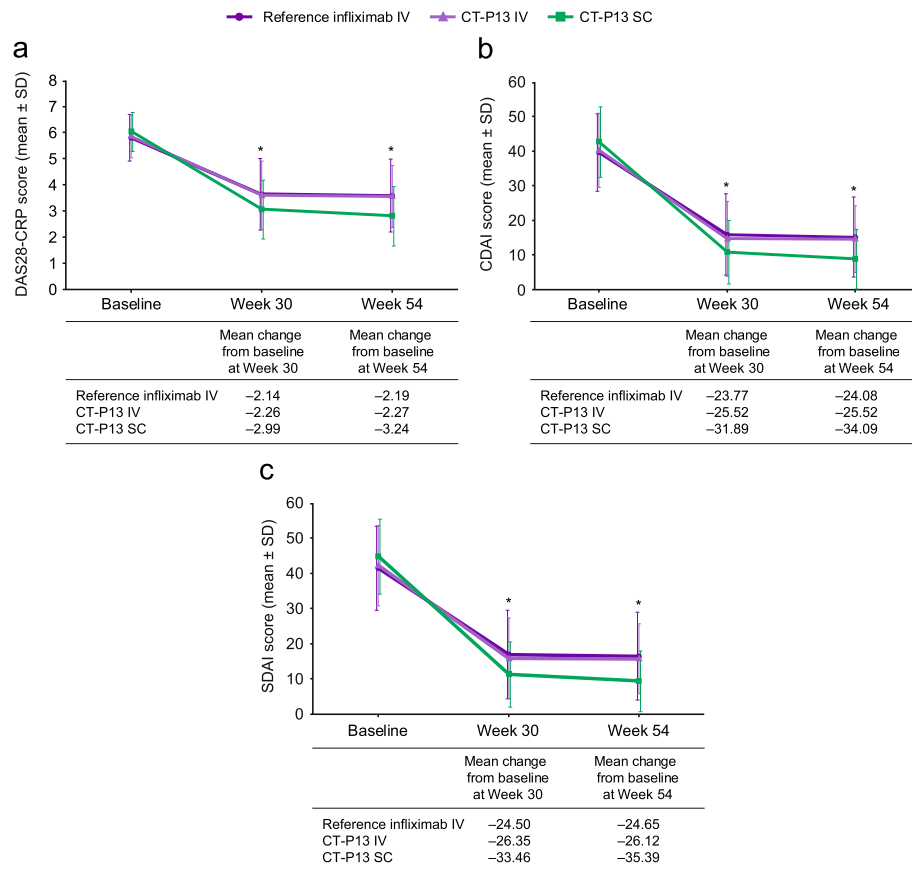 Reference infliximab IV CT-P13 IV CT-P13 SC
a
DAS28-CRP score (mean ± SD)
8
7
6
5
4
3
2
1
0
* *
Baseline Week 30 Week 54
Mean change Mean change
from baseline from baseline
at Week 30 at Week 54
Reference infliximab IV –2.14 –2.19
CT-P13 IV –2.26 –2.27
CT-P13 SC –2.99 –3.24
b
CDAI score (mean ± SD)
60
50
40
30
20
10
0
* *
Baseline Week 30 Week 54
Mean change Mean change
from baseline from baseline
at Week 30 at Week 54
Reference infliximab IV –23.77 –24.08
CT-P13 IV –25.52 –25.52
CT-P13 SC –31.89 –34.09
c
SDAI score (mean ± SD)
60
50
40
30
20
10
0
* *
Baseline Week 30 Week 54
Mean change Mean change
from baseline from baseline
at Week 30 at Week 54
Reference infliximab IV –24.50 –24.65
CT-P13 IV –26.35 –26.12
CT-P13 SC –33.46 –35.39